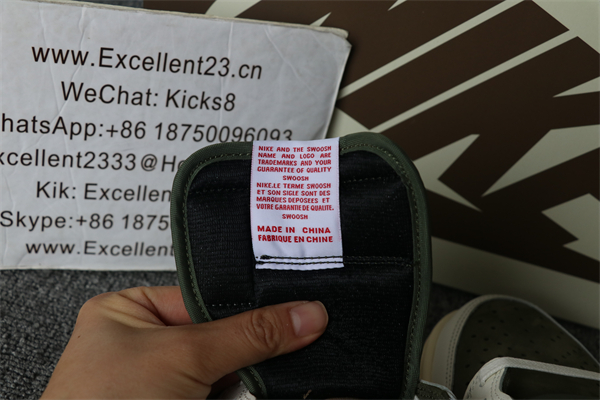 www.Excellent23.cn
WeChat: Kicks8
hatsApp:+86 18750096093
xcellent2333@Ho
Kik: Excellen
Skype:+86 1875
www.Excellent
NIKE AND THE SWOOSH
NAME AND LOGO ARE
TRADEMARKS AND YOUR
GUARANTEE OF QUALITY
SWOOSH
NIKE,LE TERME SWOOSH
ET SON SIGLE SONT DES
MARQUES DEPOSEES ET
VOTRE GARANTIE DE QUALITE.
SWOOSH
MADE IN CHINA
FABRIQUE EN CHINE